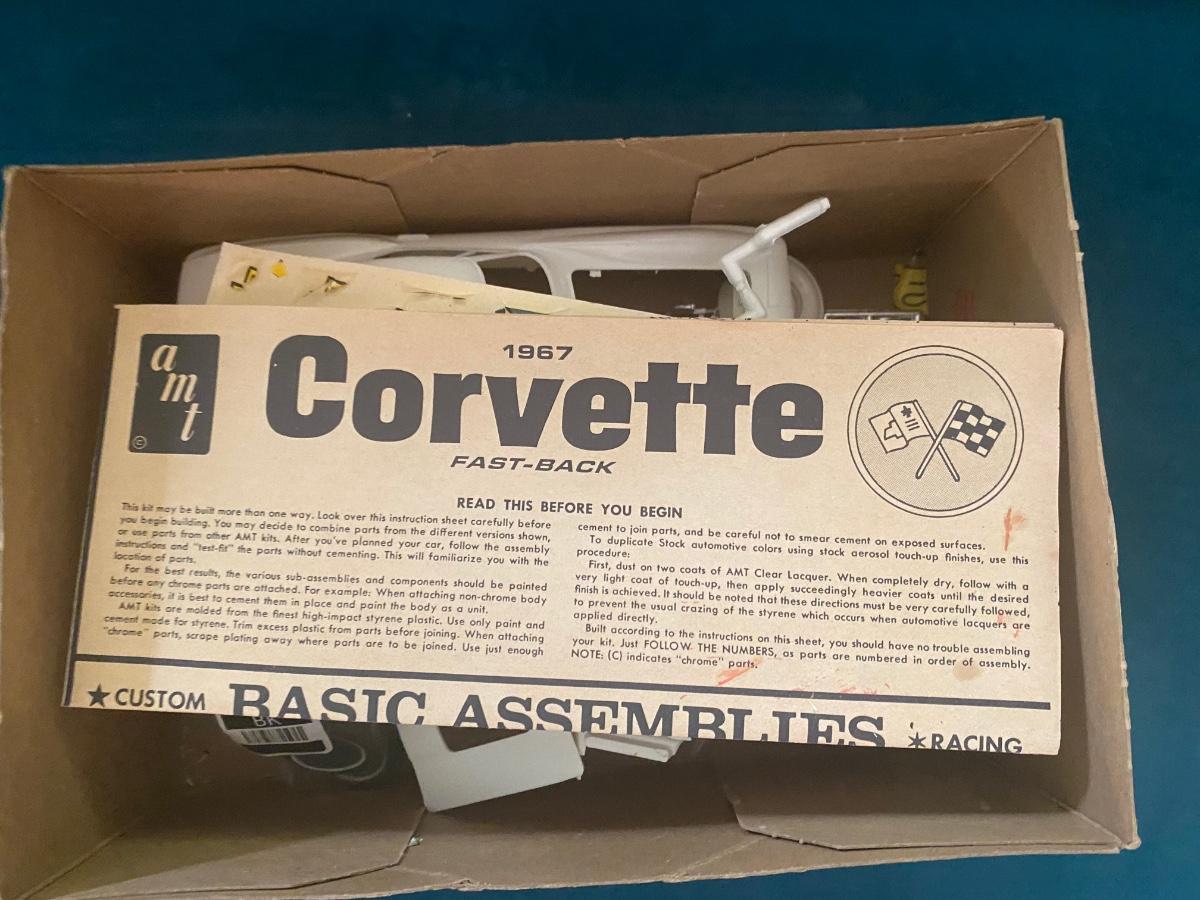 amt
©
1967
Corvette
FAST-BACK
READ THIS BEFORE YOU BEGIN
This kit may be built more than one way. Look over this instruction sheet carefully before
you begin building. You may decide to combine parts from the different versions shown,
or use parts from other AMT kits. After you've planned your car, follow the assembly
instructions and "test-fit" the parts without cementing. This will familiarize you with the
location of parts.
For the best results, the various sub-assemblies and components should be painted
before any chrome parts are attached. For example: When attaching non-chrome body
accessories, it is best to cement them in place and paint the body as a unit.
AMT kits are molded from the finest high-impact styrene plastic. Use only paint and
cement made for styrene. Trim excess plastic from parts before joining. When attaching
"chrome" parts, scrape plating away where parts are to be joined. Use just enough
cement to join parts, and be careful not to smear cement on exposed surfaces.
To duplicate Stock automotive colors using stock aerosol touch-up finishes, use this
procedure:
First, dust on two coats of AMT Clear Lacquer. When completely dry, follow with a
very light coat of touch-up, then apply succeedingly heavier coats until the desired
finish is achieved. It should be noted that these directions must be very carefully followed,
to prevent the usual crazing of the styrene which occurs when automotive lacquers are
applied directly.
Built according to the instructions on this sheet, you should have no trouble assembling
your kit. Just FOLLOW THE NUMBERS, as parts are numbered in order of assembly.
NOTE: (C) indicates "chrome" parts.
★ CUSTOM BASIC ASSEMBLIES ✶ RACING
BK